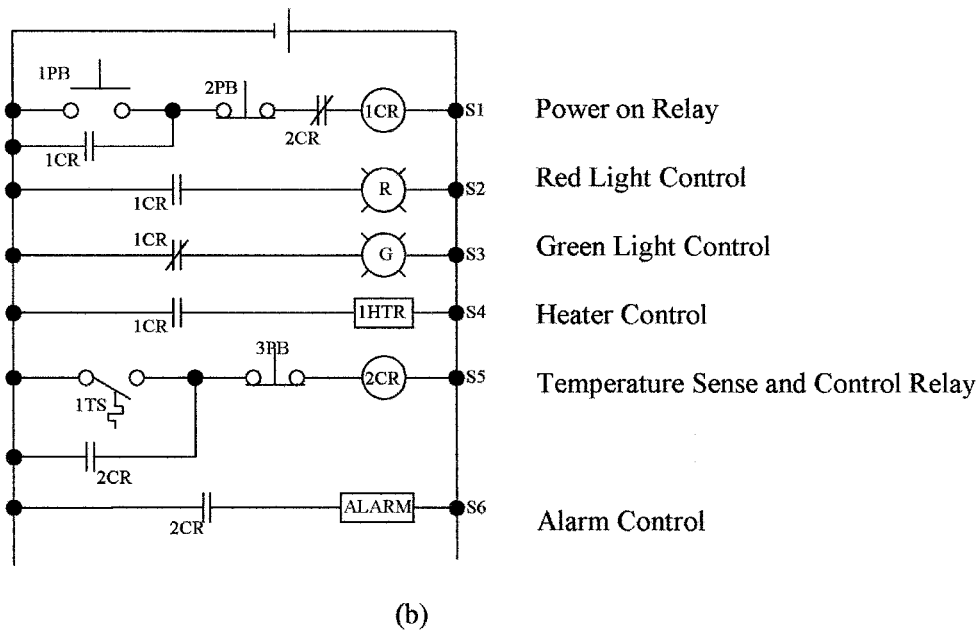 1PB
2PB
2CR
1CR
S1
Power on Relay
1CR
1CR
R
S2
Red Light Control
1CR
G
S3
Green Light Control
1CR
1HTR
S4
Heater Control
3PB
1TS
2CR
S5
Temperature Sense and Control Relay
2CR
2CR
ALARM
S6
Alarm Control
(b)